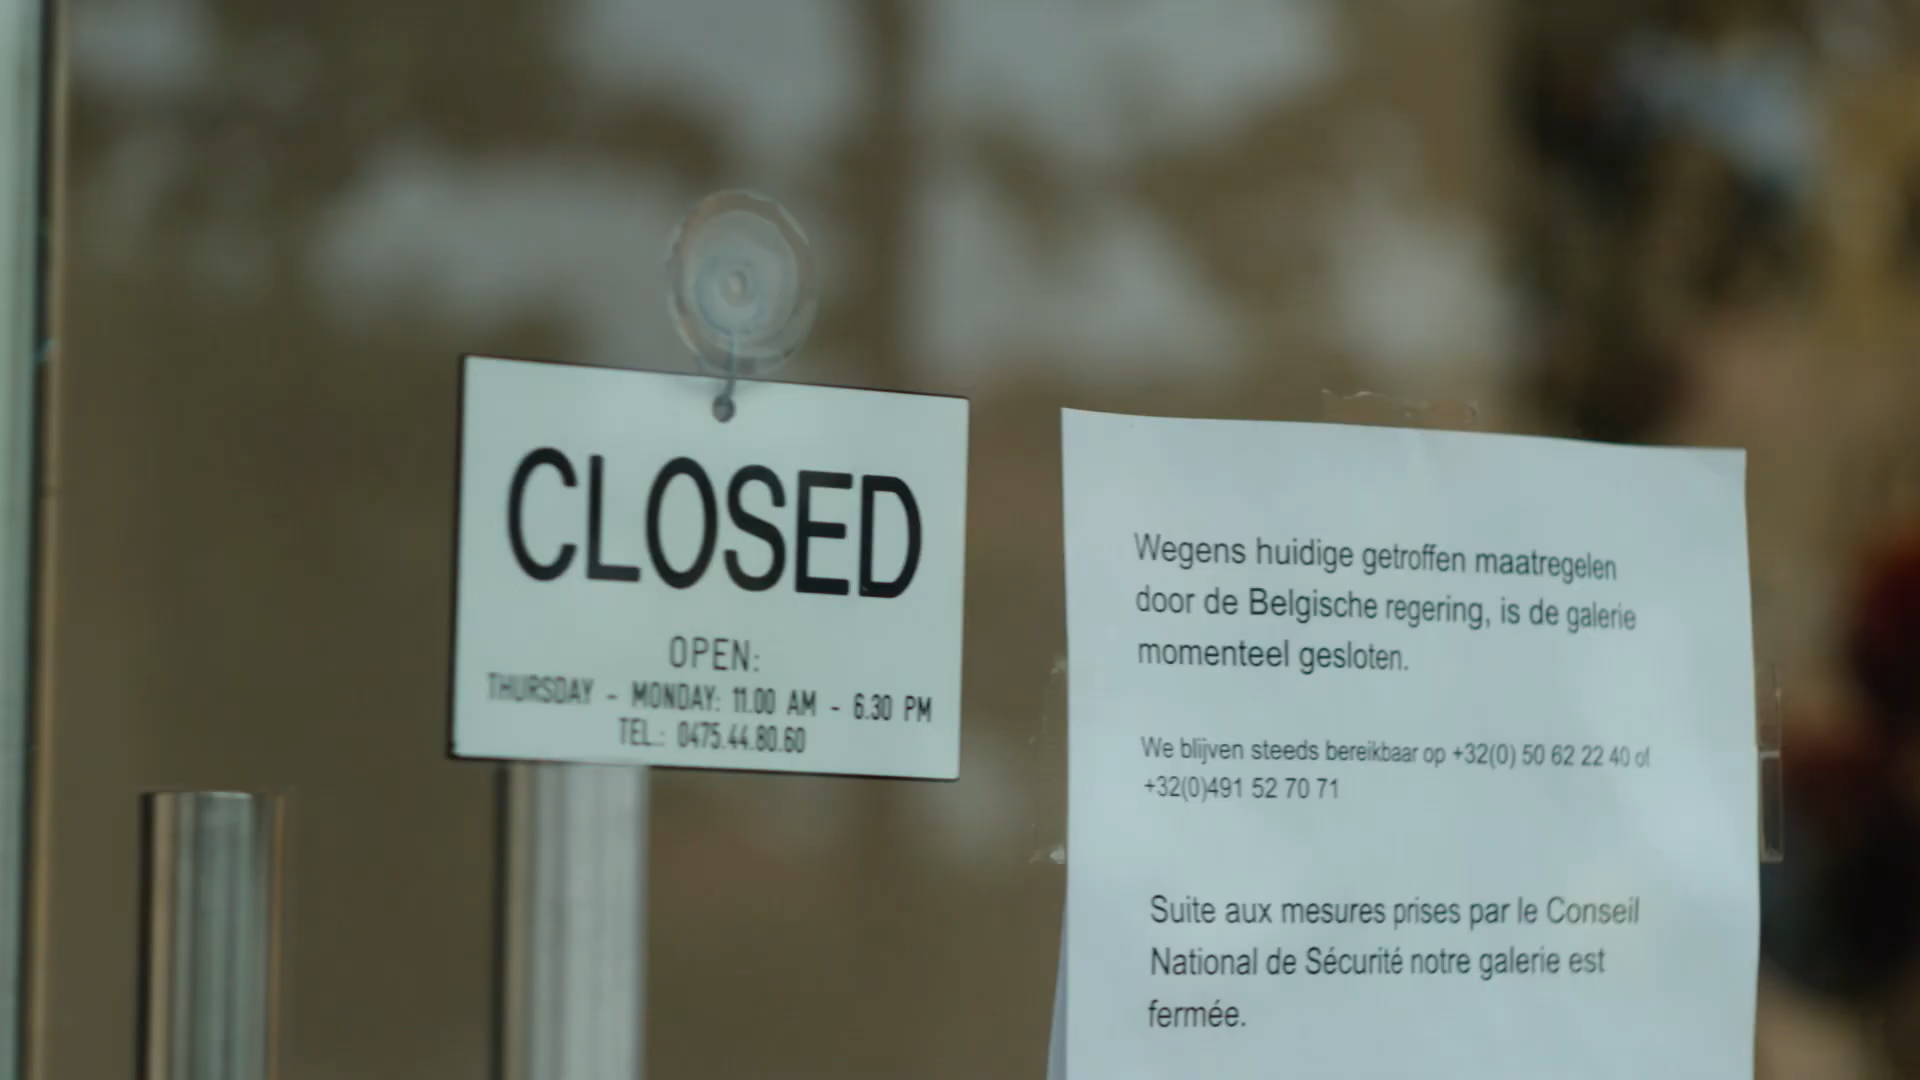 CLOSED
OPEN:
THURSDAY - MONDAY: 11.00 AM - 6.30 PM
TEL.: 0475.44.80.60
Wegens huidige getroffen maatregelen
door de Belgische regering, is de galerie
momenteel gesloten.
We blijven steeds bereikbaar op +32(0) 50 62 22 40 of
+32(0)491 52 70 71
Suite aux mesures prises par le Conseil
National de Sécurité notre galerie est
fermée.